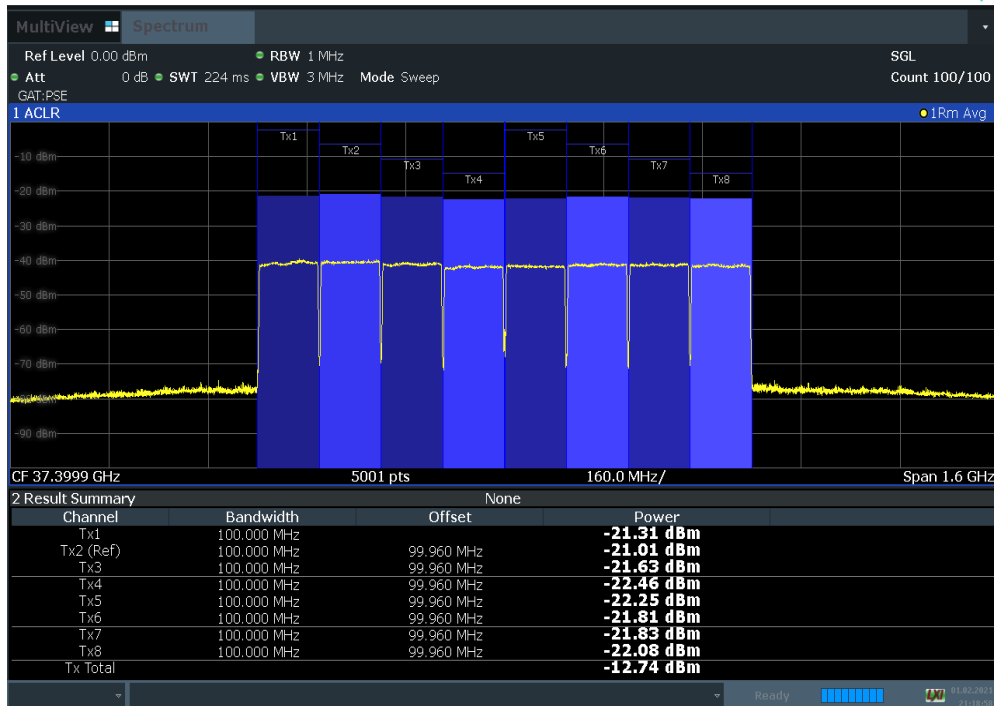 MultiView Spectrum
Ref Level 0.00 dBm RBW 1 MHz SGL
Att 0 dB SWT 224 ms VBW 3 MHz Mode Sweep Count 100/100
GAT:PSE
1 ACLR 1Rm Avg
Tx1 Tx5
Tx2 Tx6
-10 dBm
Tx3 Tx7
Tx4 Tx8
-20 dBm
-30 dBm
-40 dBm
-50 dBm
-60 dBm
-70 dBm
-90 dBm
CF 37.3999 GHz 5001 pts 160.0 MHz/ Span 1.6 GHz
2 Result Summary None
Channel Bandwidth Offset Power
Tx1 100.000 MHz -21.31 dBm
Tx2 (Ref) 100.000 MHz 99.960 MHz -21.01 dBm
Tx3 100.000 MHz 99.960 MHz -21.63 dBm
Tx4 100.000 MHz 99.960 MHz -22.46 dBm
Tx5 100.000 MHz 99.960 MHz -22.25 dBm
Tx6 100.000 MHz 99.960 MHz -21.81 dBm
Tx7 100.000 MHz 99.960 MHz -21.83 dBm
Tx8 100.000 MHz 99.960 MHz -22.08 dBm
Tx Total -12.74 dBm
Ready LXI 01.02.2021